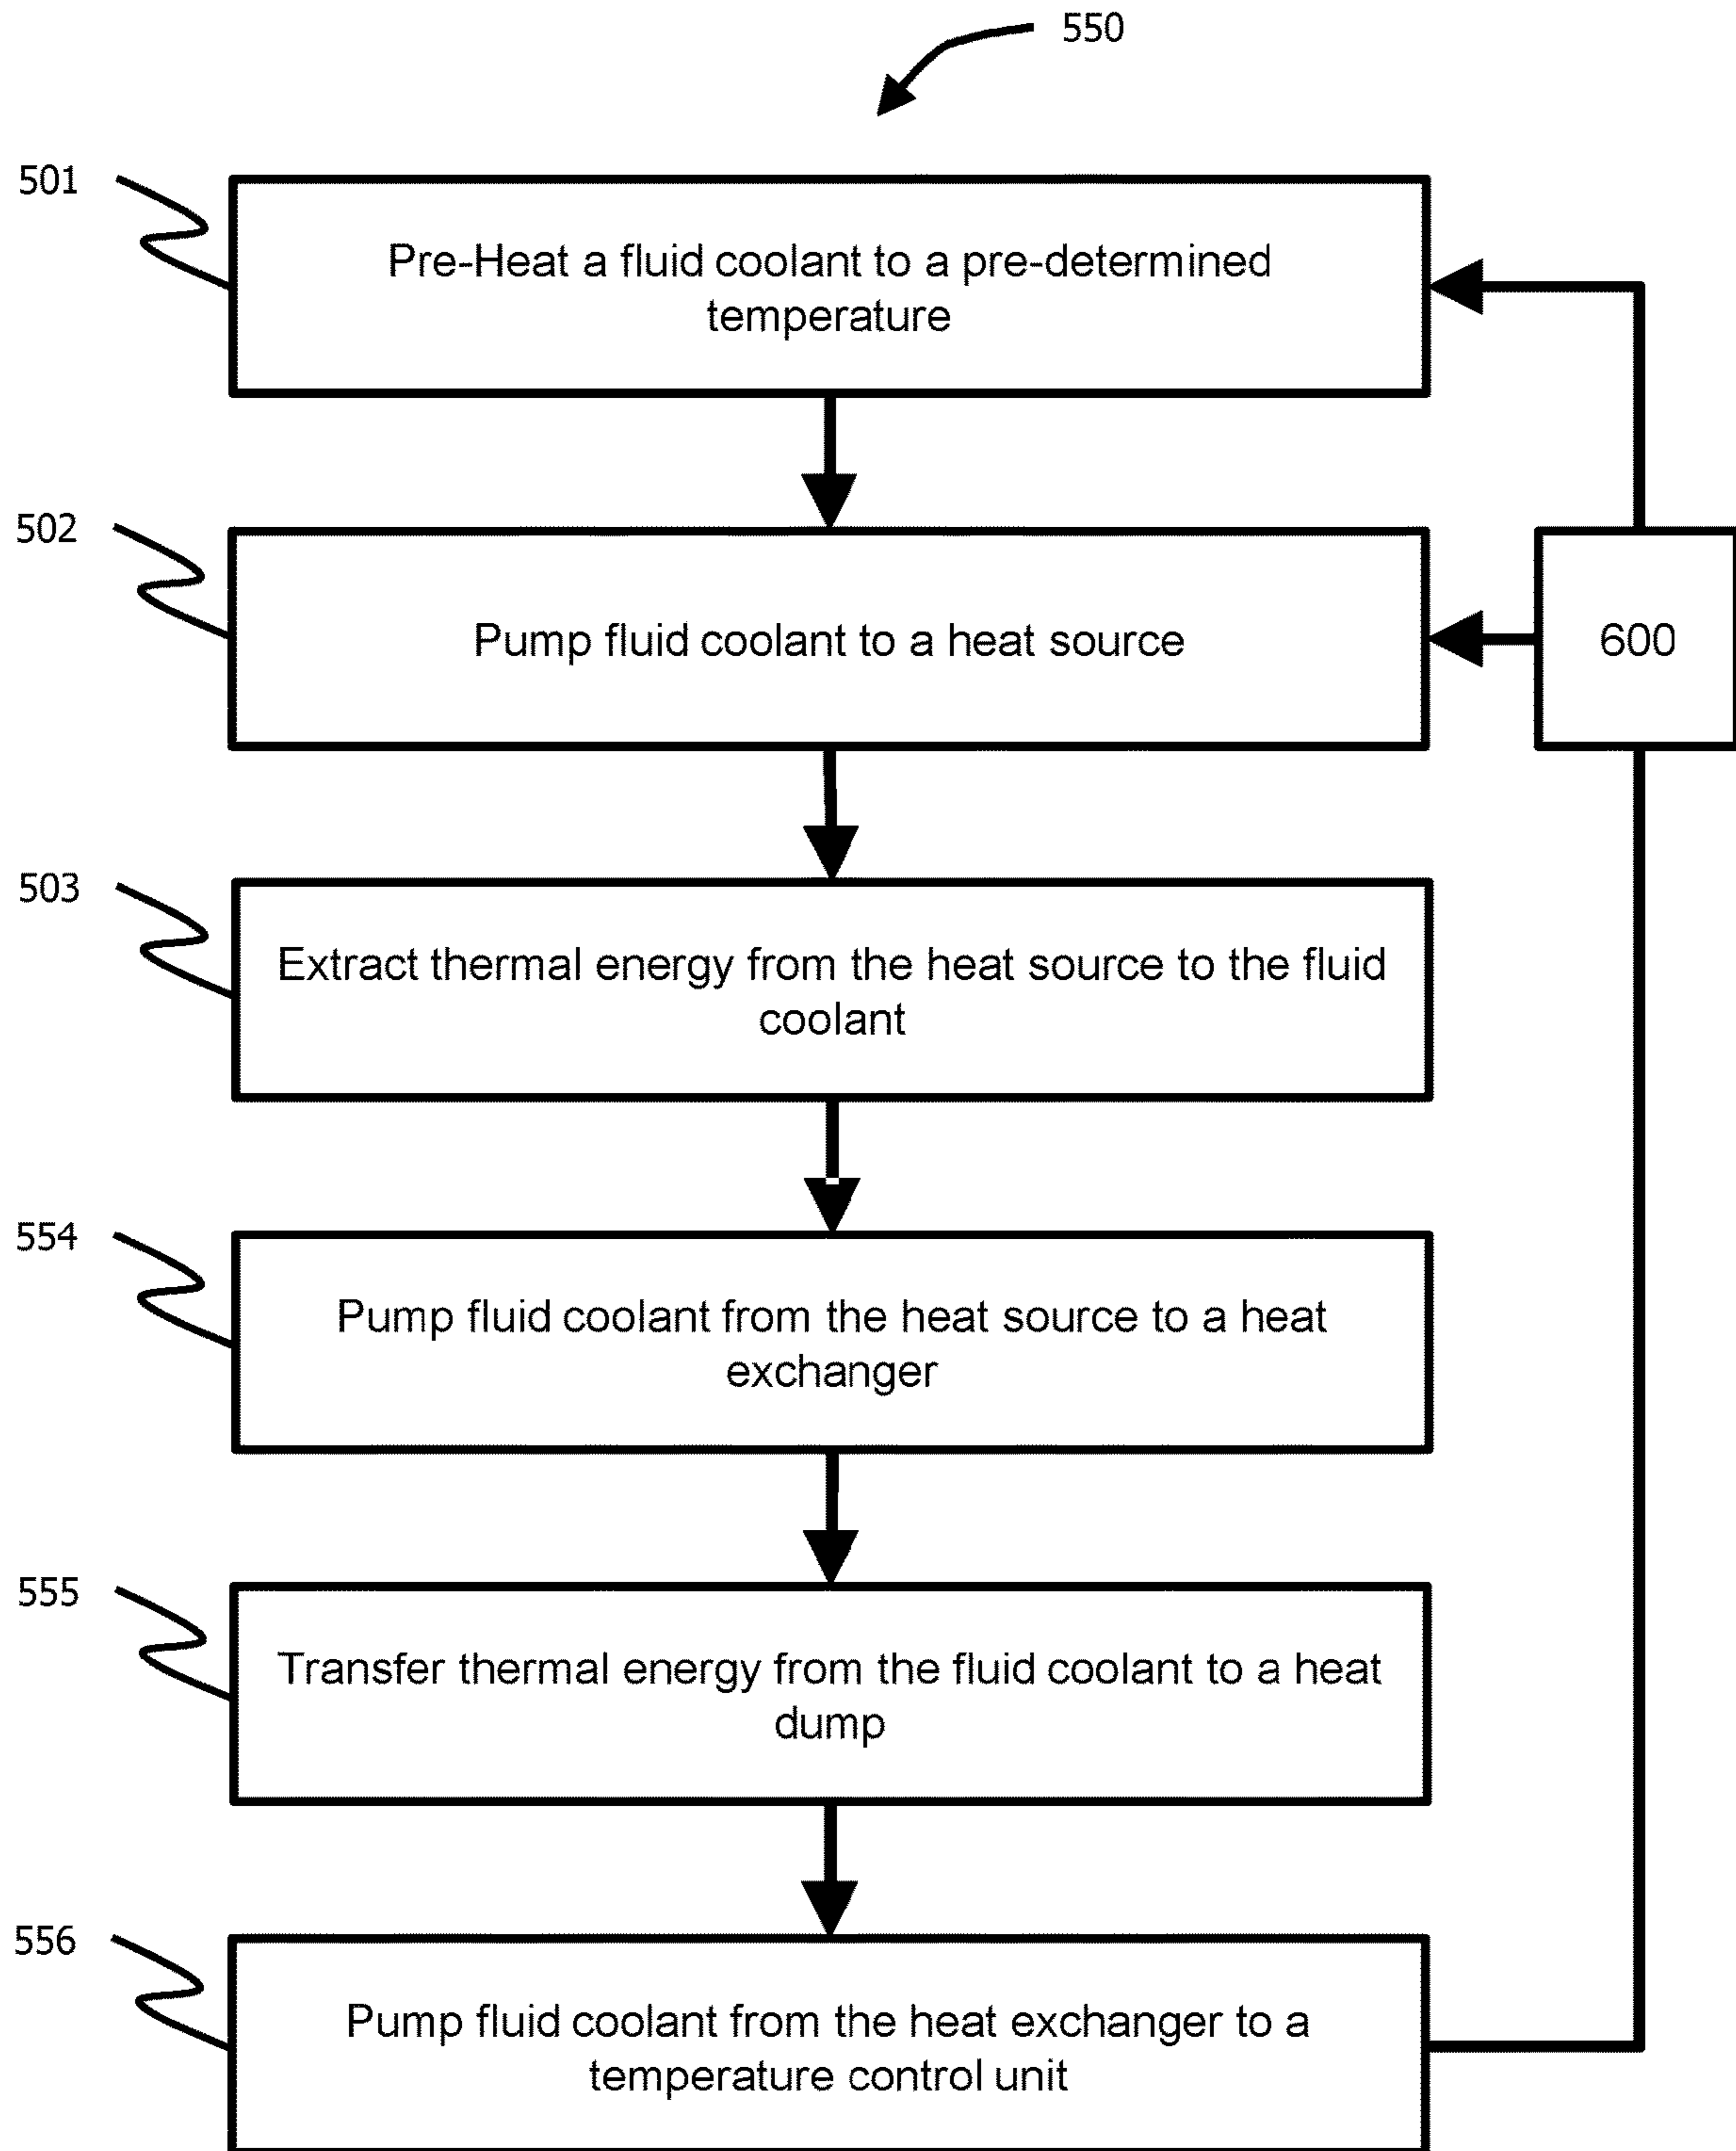 550
501
Pre-Heat a fluid coolant to a pre-determined
temperature
502
Pump fluid coolant to a heat source
600
503
Extract thermal energy from the heat source to the fluid
coolant
554
Pump fluid coolant from the heat source to a heat
exchanger
555
Transfer thermal energy from the fluid coolant to a heat
dump
556
Pump fluid coolant from the heat exchanger to a
temperature control unit